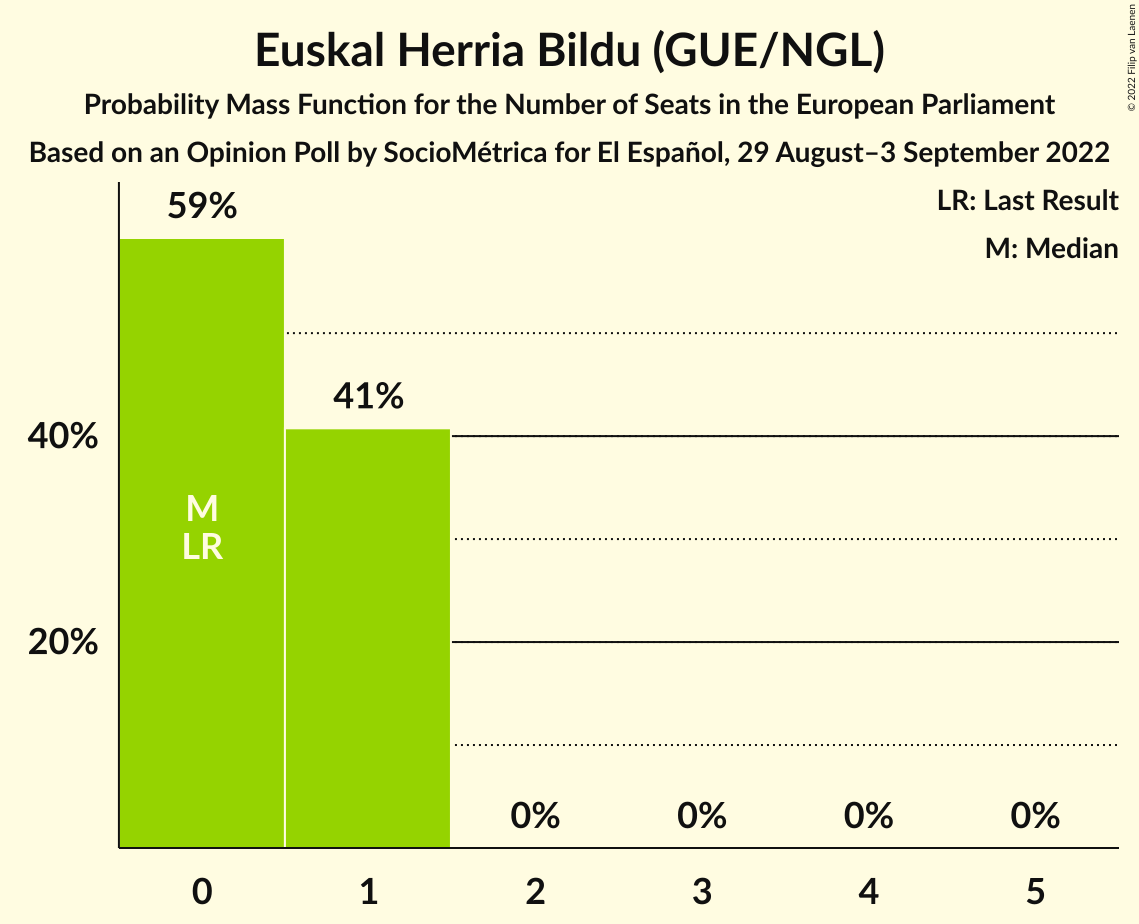 Euskal Herria Bildu (GUE/NGL)
Probability Mass Function for the Number of Seats in the European Parliament
Based on an Opinion Poll by SocioMétrica for El Español, 29 August–3 September 2022
© 2022 Filip van Laenen
LR: Last Result
M: Median
59%
41%
40%
M
LR
20%
0%
0%
0%
0%
0
1
2
3
4
5